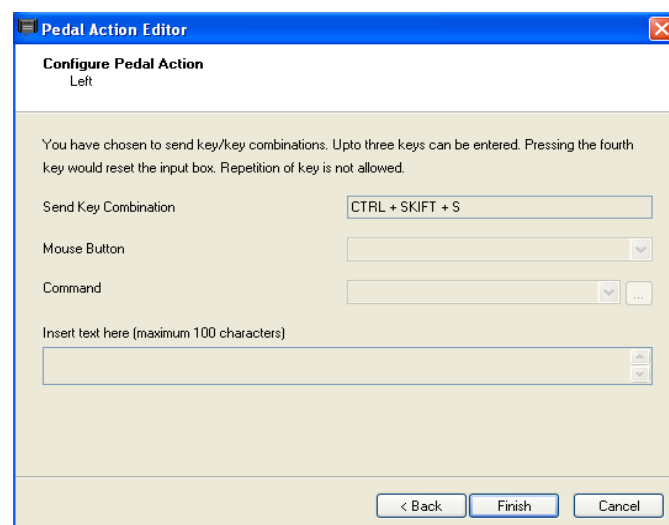 Pedal Action Editor
Configure Pedal Action
Left
You have chosen to send key/key combinations. Upto three keys can be entered. Pressing the fourth
key would reset the input box. Repetition of key is not allowed.
Send Key Combination
CTRL + SKIFT + S
Mouse Button
Command
...
Insert text here (maximum 100 characters)
< Back
Finish
Cancel